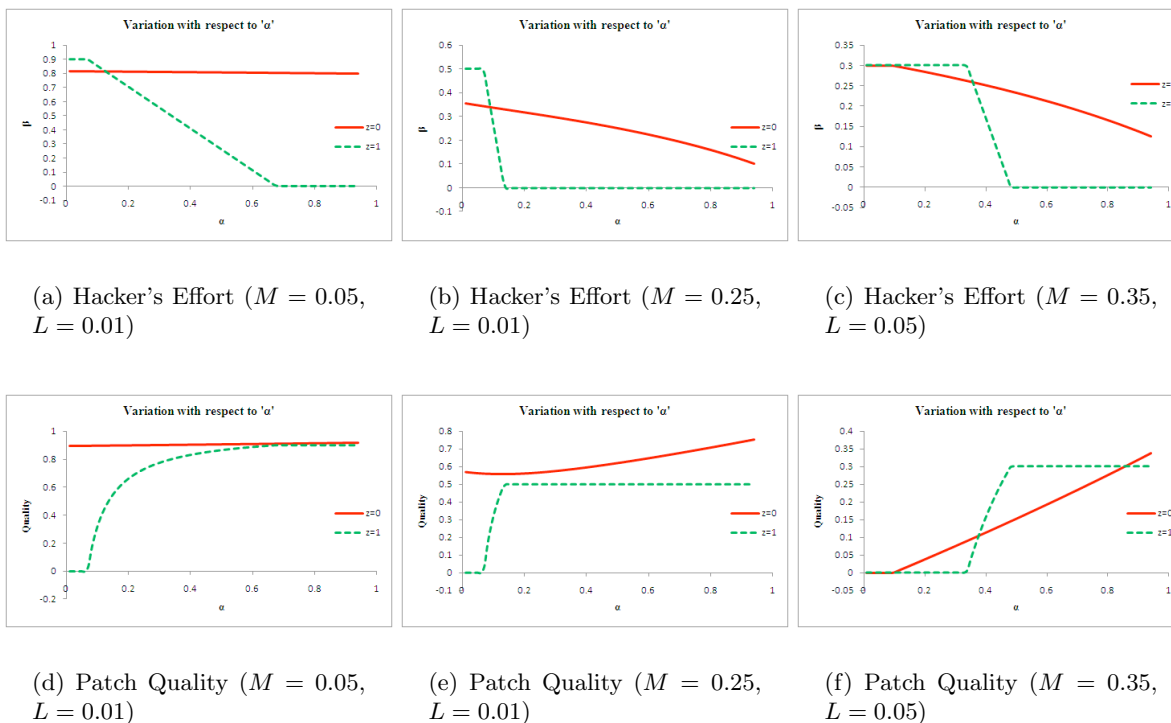 Variation with respect to 'α'
1
0.9
0.8
0.7
0.6
0.5
0.4
0.3
0.2
0.1
0
-0.1
β
0 0.2 0.4 0.6 0.8 1
α
z=0
z=1
Variation with respect to 'α'
0.6
0.5
0.4
0.3
0.2
0.1
0
-0.1
β
0 0.2 0.4 0.6 0.8 1
α
z=0
z=1
Variation with respect to 'α'
0.35
0.3
0.25
0.2
0.15
0.1
0.05
0
-0.05
β
0 0.2 0.4 0.6 0.8 1
α
z=
z=
(a) Hacker's Effort (M = 0.05,
L = 0.01)
(b) Hacker's Effort (M = 0.25,
L = 0.01)
(c) Hacker's Effort (M = 0.35,
L = 0.05)
Variation with respect to 'α'
1
0.8
0.6
0.4
0.2
0
-0.2
Quality
0 0.2 0.4 0.6 0.8 1
α
z=0
z=1
Variation with respect to 'α'
0.8
0.7
0.6
0.5
0.4
0.3
0.2
0.1
0
-0.1
Quality
0 0.2 0.4 0.6 0.8 1
α
z=0
z=1
Variation with respect to 'α'
0.4
0.35
0.3
0.25
0.2
0.15
0.1
0.05
0
-0.05
Quality
0 0.2 0.4 0.6 0.8 1
α
z=0
z=1
(d) Patch Quality (M = 0.05,
L = 0.01)
(e) Patch Quality (M = 0.25,
L = 0.01)
(f) Patch Quality (M = 0.35,
L = 0.05)